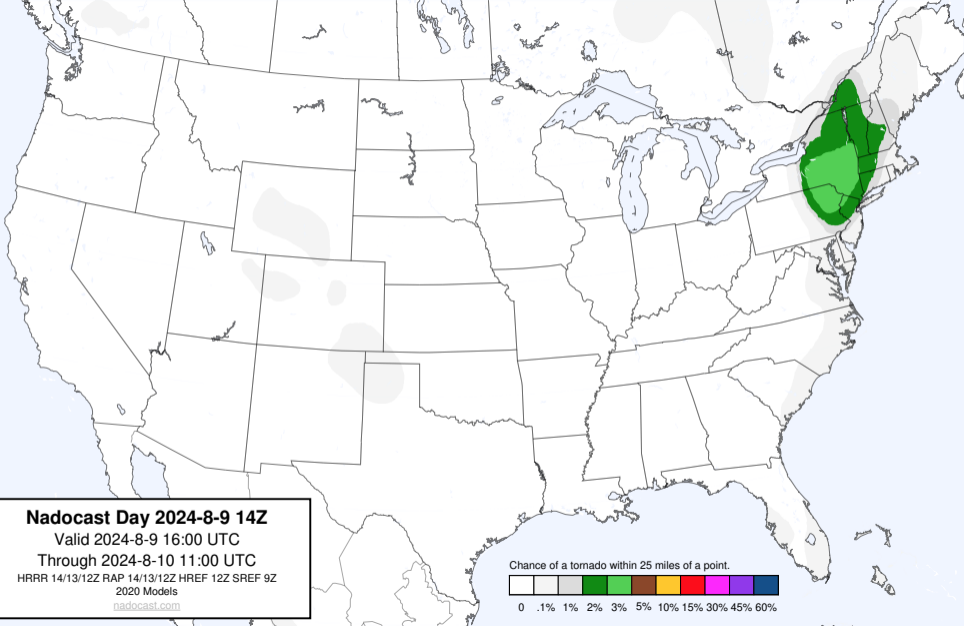 Nadocast Day 2024-8-9 14Z
Valid 2024-8-9 16:00 UTC
Through 2024-8-10 11:00 UTC
HRRR 14/13/12Z RAP 14/13/12Z HREF 12Z SREF 9Z
2020 Models
nadocast.com
Chance of a tornado within 25 miles of a point.
0 .1% 1% 2% 3% 5% 10% 15% 30% 45% 60%